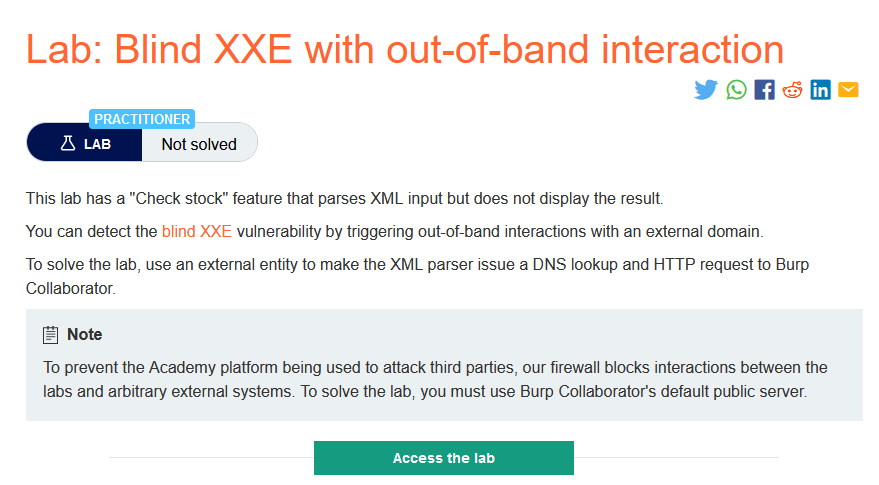 Lab: Blind XXE with out-of-band interaction
PRACTITIONER
LAB
Not solved
This lab has a "Check stock" feature that parses XML input but does not display the result.
You can detect the blind XXE vulnerability by triggering out-of-band interactions with an external domain.
To solve the lab, use an external entity to make the XML parser issue a DNS lookup and HTTP request to Burp
Collaborator.
Note
To prevent the Academy platform being used to attack third parties, our firewall blocks interactions between the
labs and arbitrary external systems. To solve the lab, you must use Burp Collaborator's default public server.
Access the lab